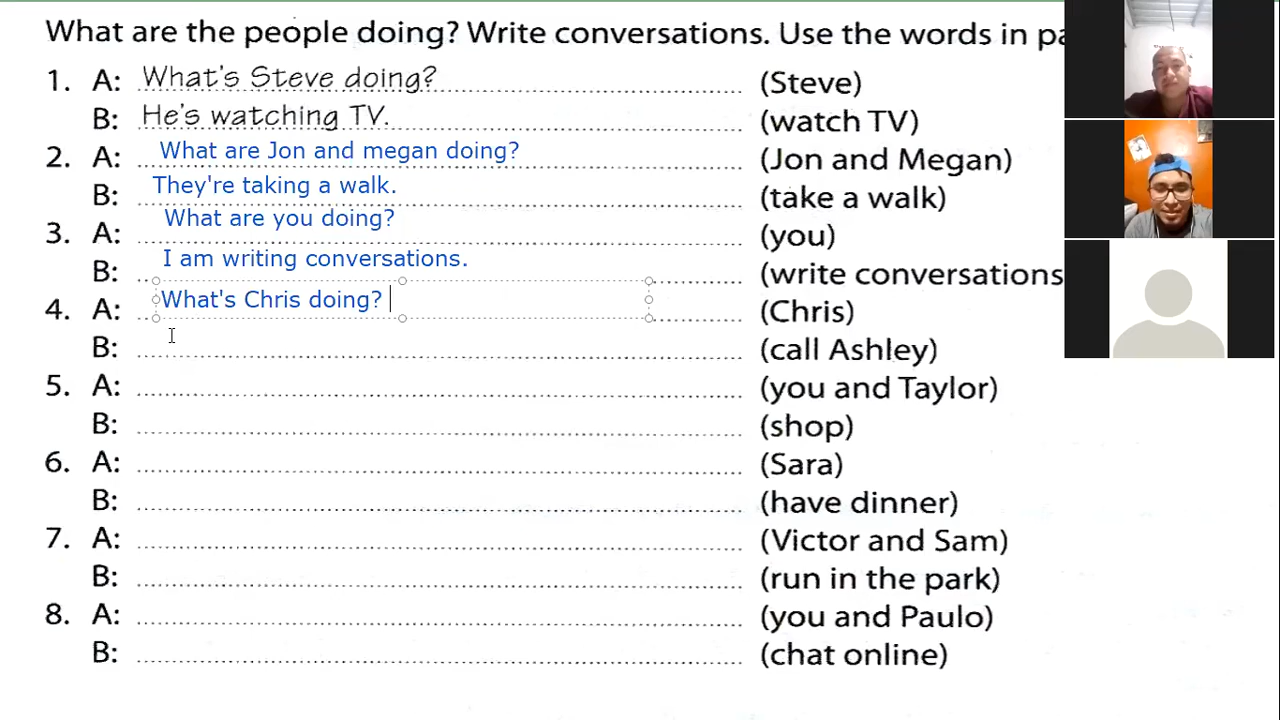 What are the people doing? Write conversations. Use the words in
1. A: What's Steve doing? (Steve)
B: He's watching TV. (watch TV)
2. A: What are Jon and megan doing? (Jon and Megan)
B: They're taking a walk. (take a walk)
What are you doing?
3. A: (you)
B: I am writing conversations. (write conversations
4. A: What's Chris doing? (Chris)
B: (call Ashley)
5. A: (you and Taylor)
B: (shop)
6. A: (Sara)
B: (have dinner)
7. A: (Victor and Sam)
B: (run in the park)
8. A: (you and Paulo)
B: (chat online)